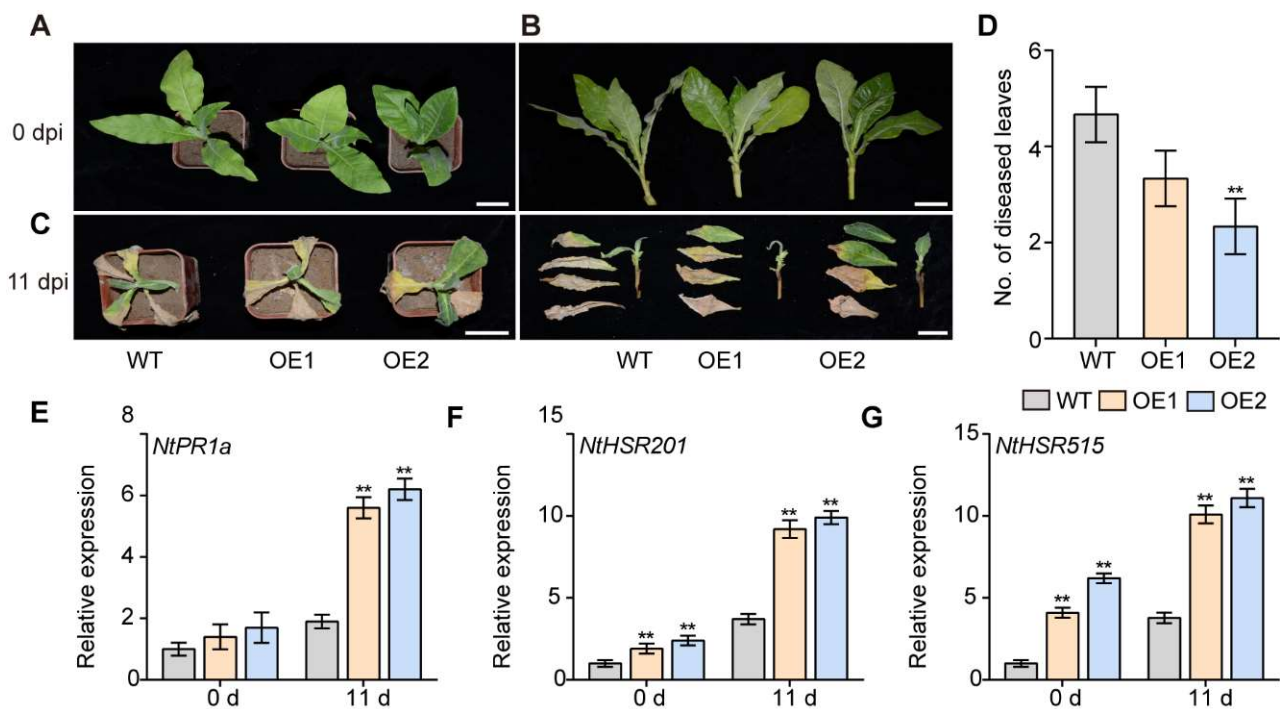 A
B
D
0 dpi
C
11 dpi
WT
OE1
OE2
WT
OE1
OE2
No. of diseased leaves
6
4
2
0
WT
OE1
OE2
**
WT
OE1
OE2
E
NtPR1a
Relative expression
8
6
4
2
0
**
**
0 d
11 d
F
NtHSR201
Relative expression
15
10
5
0
**
**
**
**
0 d
11 d
G
NtHSR515
Relative expression
15
10
5
0
**
**
**
**
0 d
11 d